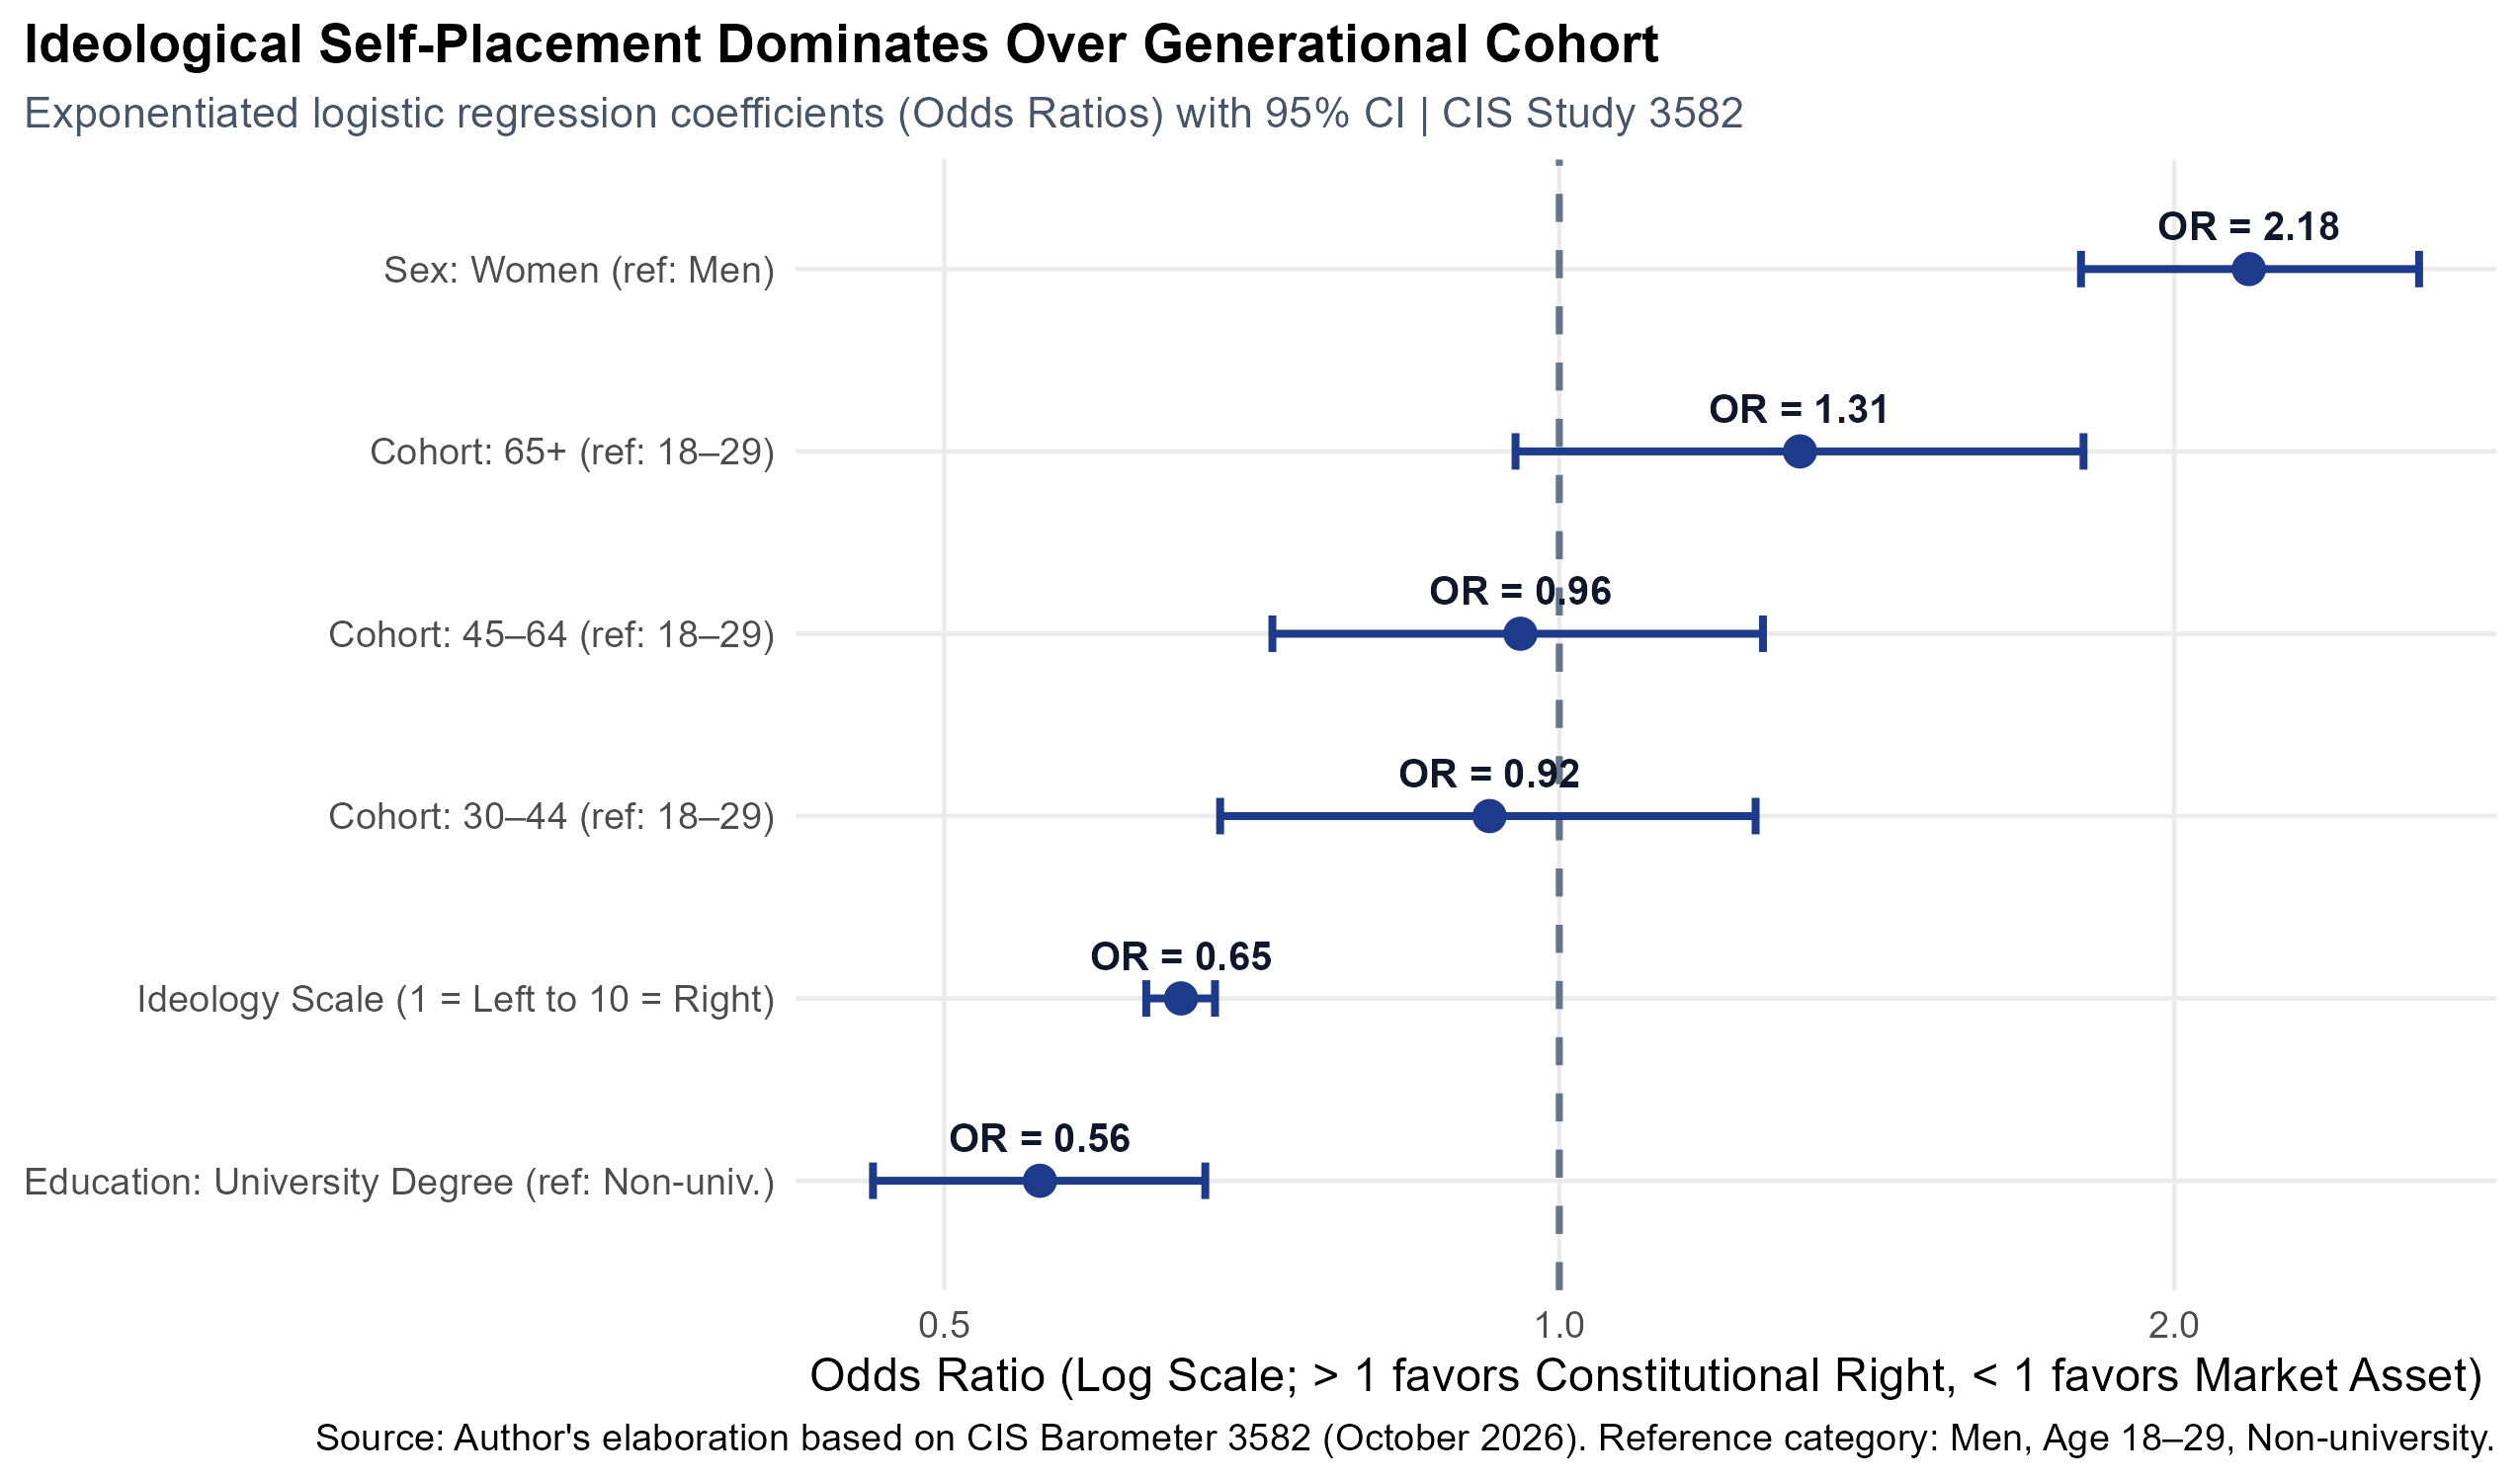 Ideological Self-Placement Dominates Over Generational Cohort
Exponentiated logistic regression coefficients (Odds Ratios) with 95% CI | CIS Study 3582
Sex: Women (ref: Men)
OR = 2.18
Cohort: 65+ (ref: 18–29)
OR = 1.31
Cohort: 45–64 (ref: 18–29)
OR = 0.96
Cohort: 30–44 (ref: 18–29)
OR = 0.92
Ideology Scale (1 = Left to 10 = Right)
OR = 0.65
Education: University Degree (ref: Non-univ.)
OR = 0.56
0.5 1.0 2.0
Odds Ratio (Log Scale; > 1 favors Constitutional Right, < 1 favors Market Asset)
Source: Author's elaboration based on CIS Barometer 3582 (October 2026). Reference category: Men, Age 18–29, Non-university.